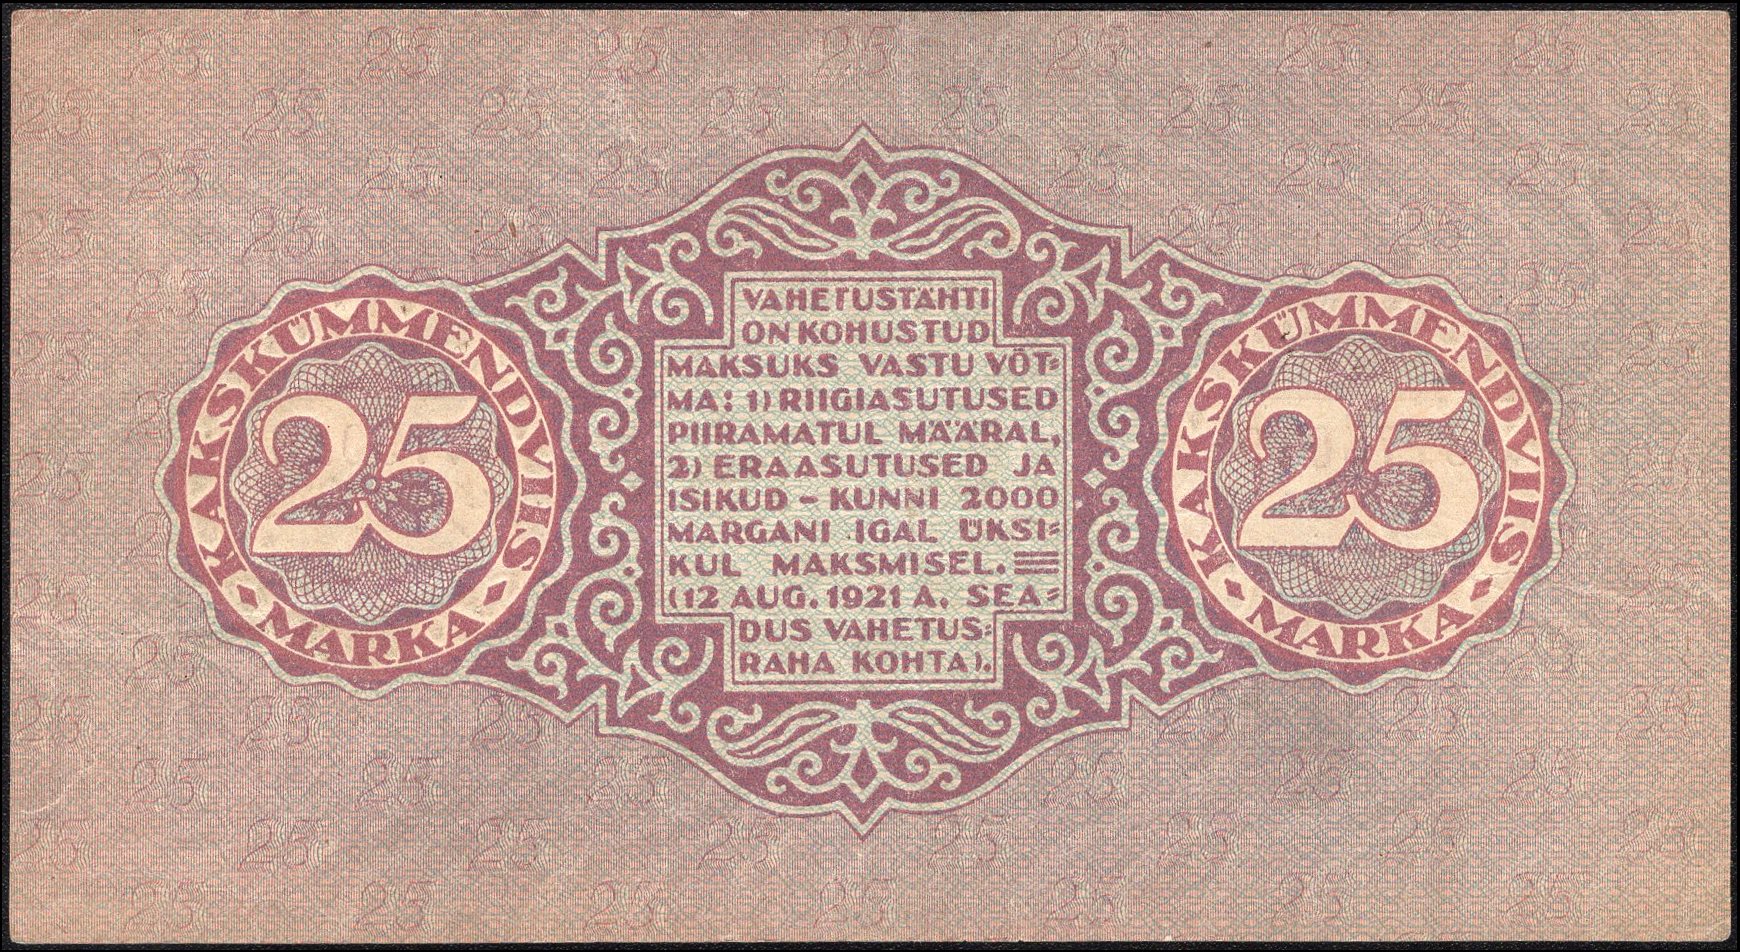 KAKSKÜMMENDVIIS
25
MARKA
VAHETUSTÄHTI
ON KOHUSTUD
MAKSUKS VASTU VÕT=
MA: 1) RIIGIASUTUSED
PIIRAMATUL MÄÄRAL,
2) ERAASUTUSED JA
ISIKUD – KUNNI 2000
MARGANI IGAL ÜKSI=
KUL MAKSMISEL.
(12 AUG. 1921 A. SEA=
DUS VAHETUS=
RAHA KOHTA).
KAKSKÜMMENDVIIS
25
MARKA